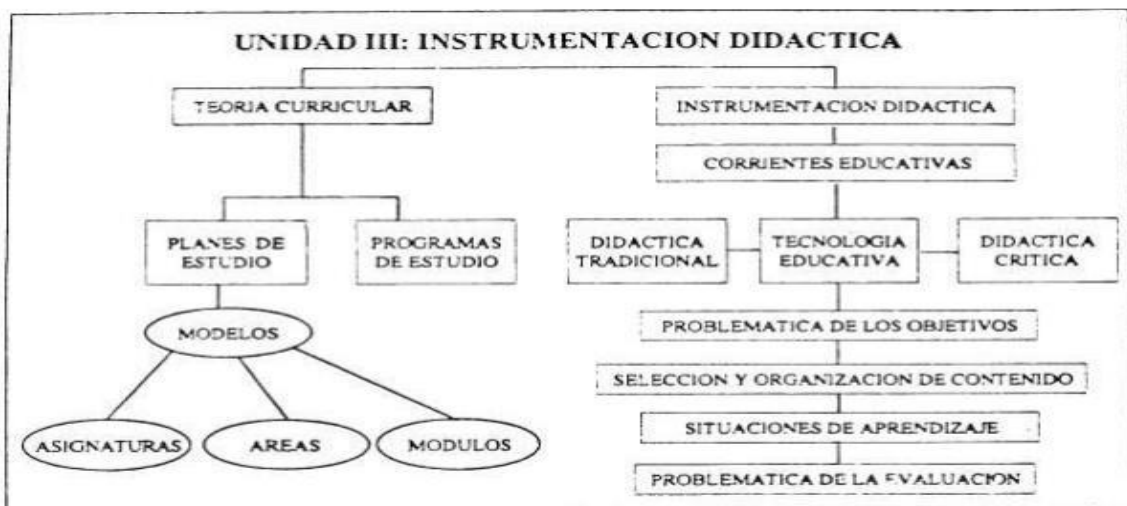 UNIDAD III: INSTRUMENTACION DIDACTICA
TEORIA CURRICULAR
INSTRUMENTACION DIDACTICA
CORRIENTES EDUCATIVAS
PLANES DE
ESTUDIO
PROGRAMAS
DE ESTUDIO
DIDACTICA
TRADICIONAL
TECNOLOGIA
EDUCATIVA
DIDACTICA
CRITICA
MODELOS
PROBLEMATICA DE LOS OBJETIVOS
SELECCION Y ORGANIZACION DE CONTENIDO
ASIGNATURAS
AREAS
MODULOS
SITUACIONES DE APRENDIZAJE
PROBLEMATICA DE LA EVALUACION